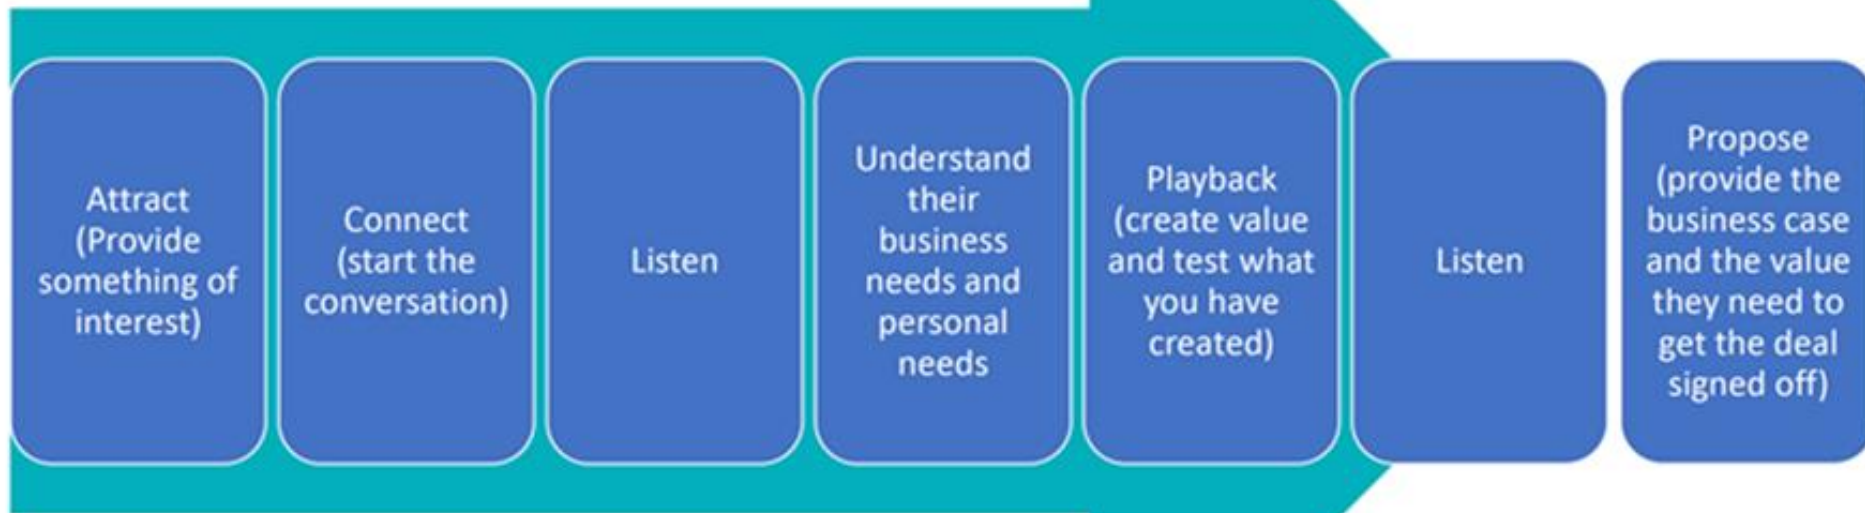 Attract
(Provide
something of
interest)
Connect
(start the
conversation)
Listen
Understand
their
business
needs and
personal
needs
Playback
(create value
and test what
you have
created)
Listen
Propose
(provide the
business case
and the value
they need to
get the deal
signed off)